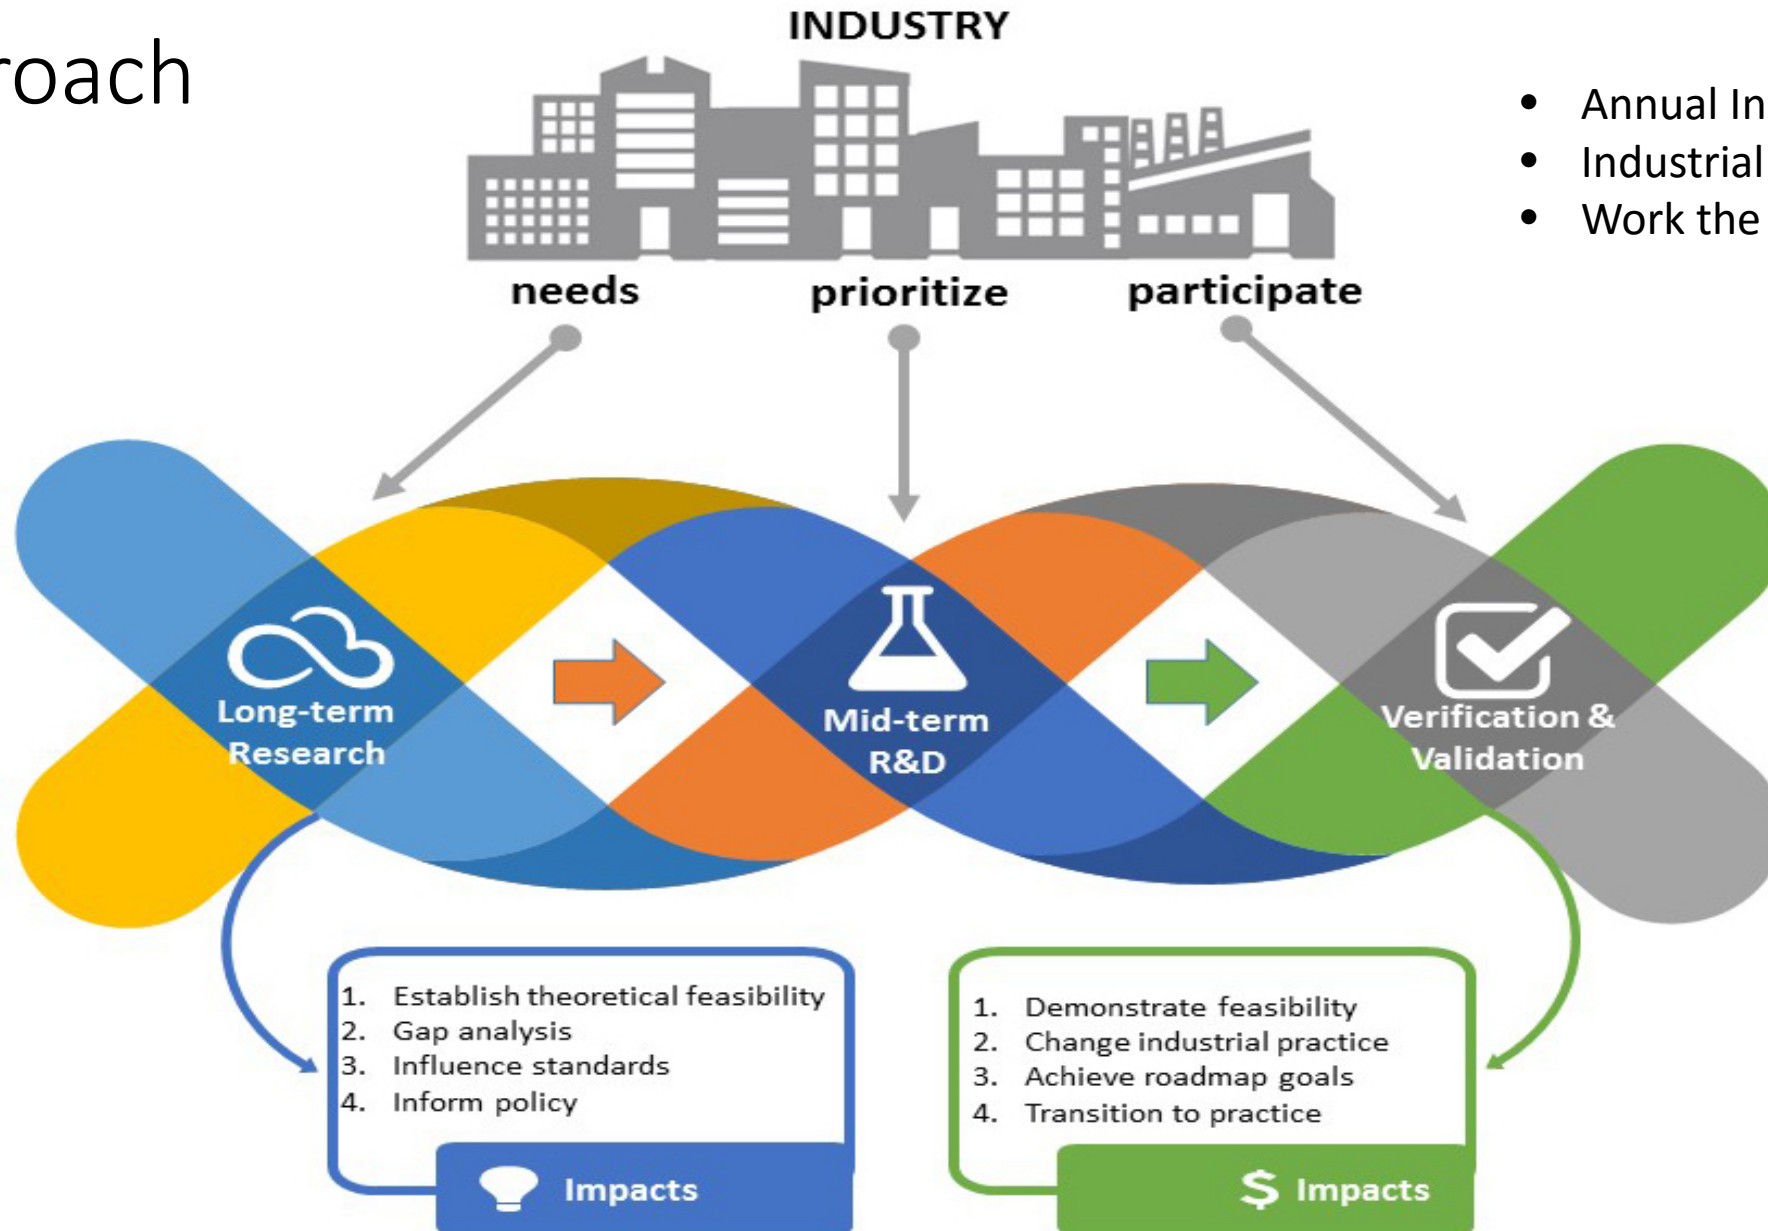 roach
INDUSTRY
• Annual In
• Industrial
• Work the
needs prioritize participate
Long-term
Research
Mid-term
R&D
Verification &
Validation
1. Establish theoretical feasibility
2. Gap analysis
3. Influence standards
4. Inform policy
Impacts
1. Demonstrate feasibility
2. Change industrial practice
3. Achieve roadmap goals
4. Transition to practice
$ Impacts